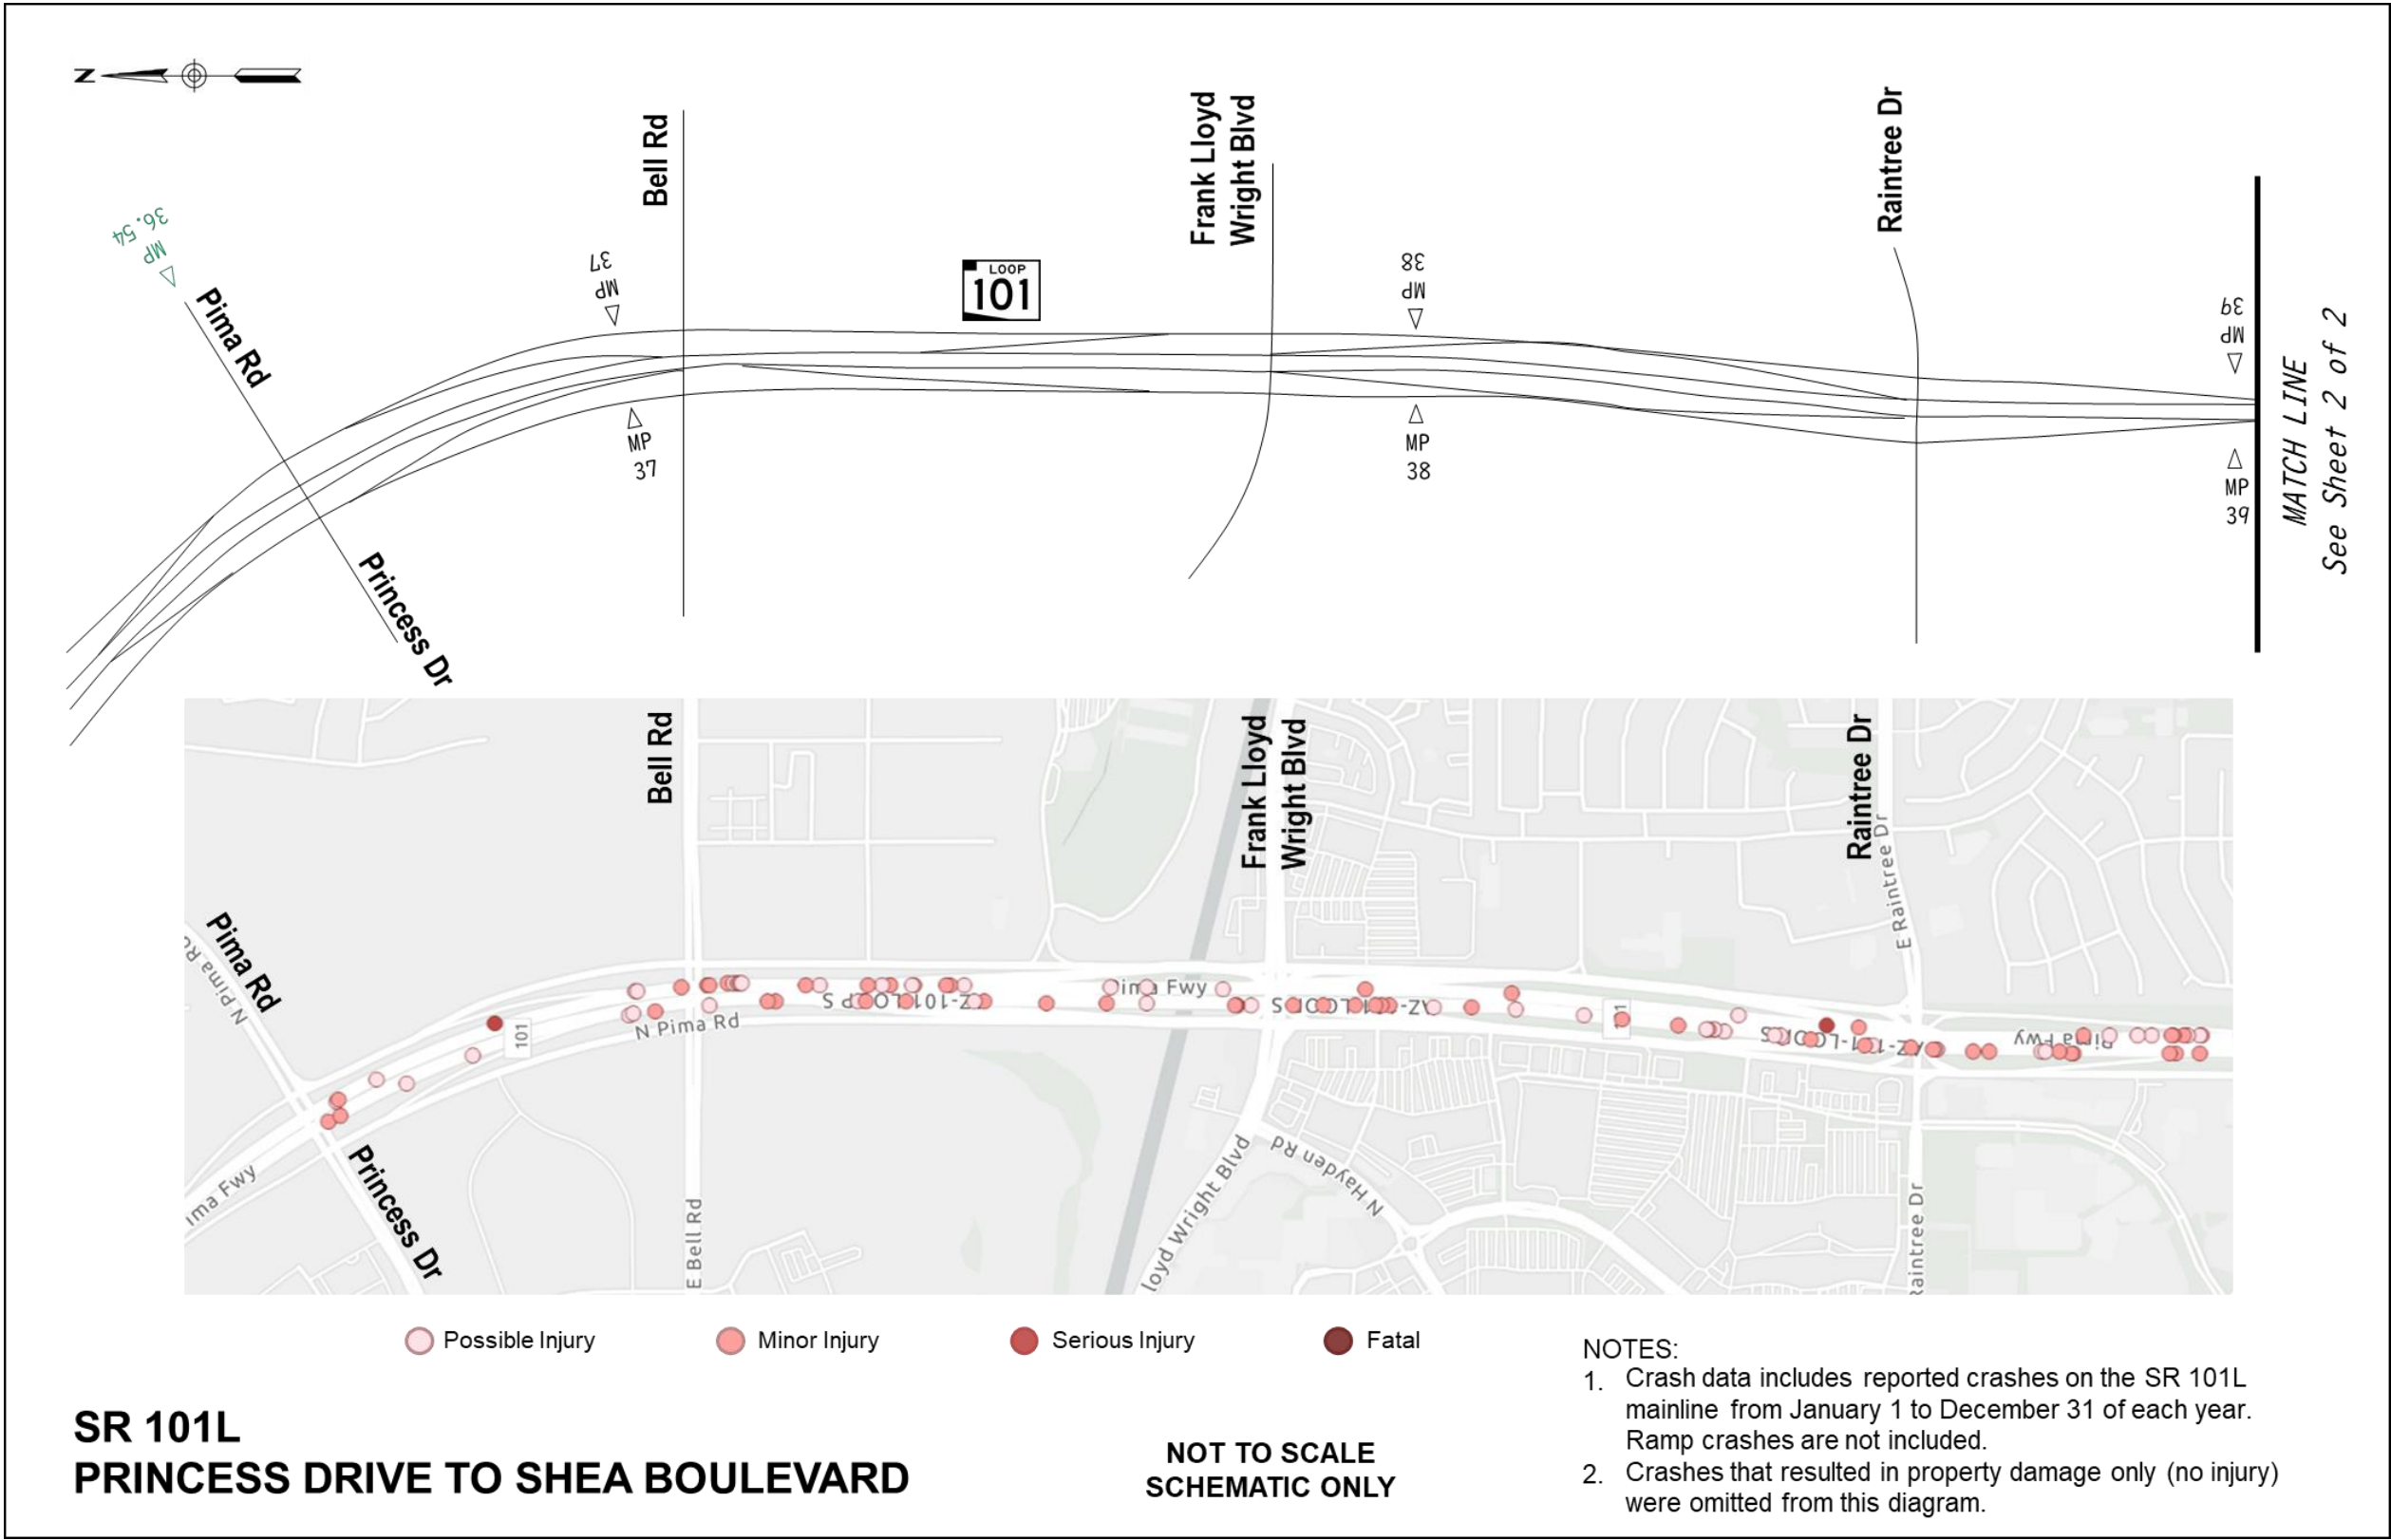 N
Bell Rd
Frank Lloyd
Wright Blvd
Raintree Dr
MP
36.54
Pima Rd
MP
37
LOOP
101
MP
38
MP
39
MATCH LINE
See Sheet 2 of 2
MP
37
MP
38
MP
39
Princess Dr
Bell Rd
Frank Lloyd
Wright Blvd
Raintree Dr
E Raintree Dr
Pima Rd
N Pima Rd
101
N Pima Rd
Pima Fwy
101
Pima Fwy
ima Fwy
Princess Dr
E Bell Rd
loyd Wright Blvd
N Hayden Rd
Raintree Dr
Possible Injury
Minor Injury
Serious Injury
Fatal
NOTES:
1. Crash data includes reported crashes on the SR 101L
mainline from January 1 to December 31 of each year.
Ramp crashes are not included.
2. Crashes that resulted in property damage only (no injury)
were omitted from this diagram.
SR 101L
PRINCESS DRIVE TO SHEA BOULEVARD
NOT TO SCALE
SCHEMATIC ONLY